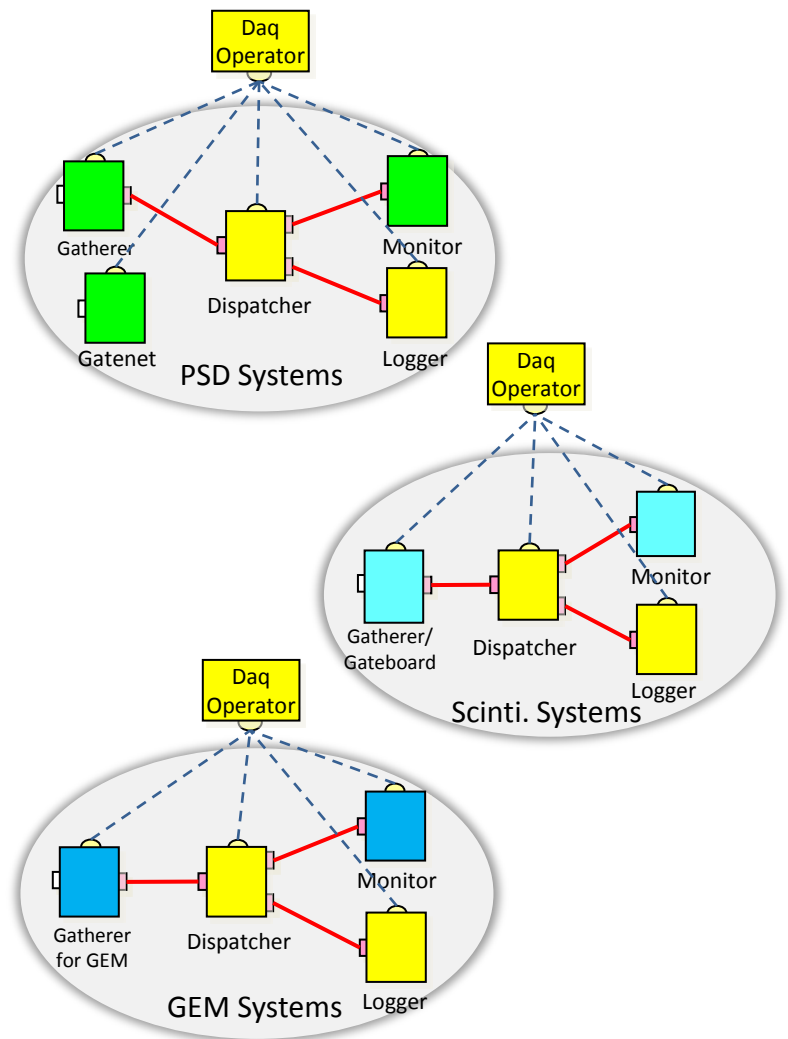 Daq
Operator
Gatherer
Monitor
Dispatcher
Gatenet
Logger
PSD Systems
Daq
Operator
Monitor
Gatherer/
Gateboard
Dispatcher
Logger
Scinti. Systems
Daq
Operator
Monitor
Gatherer
for GEM
Dispatcher
Logger
GEM Systems